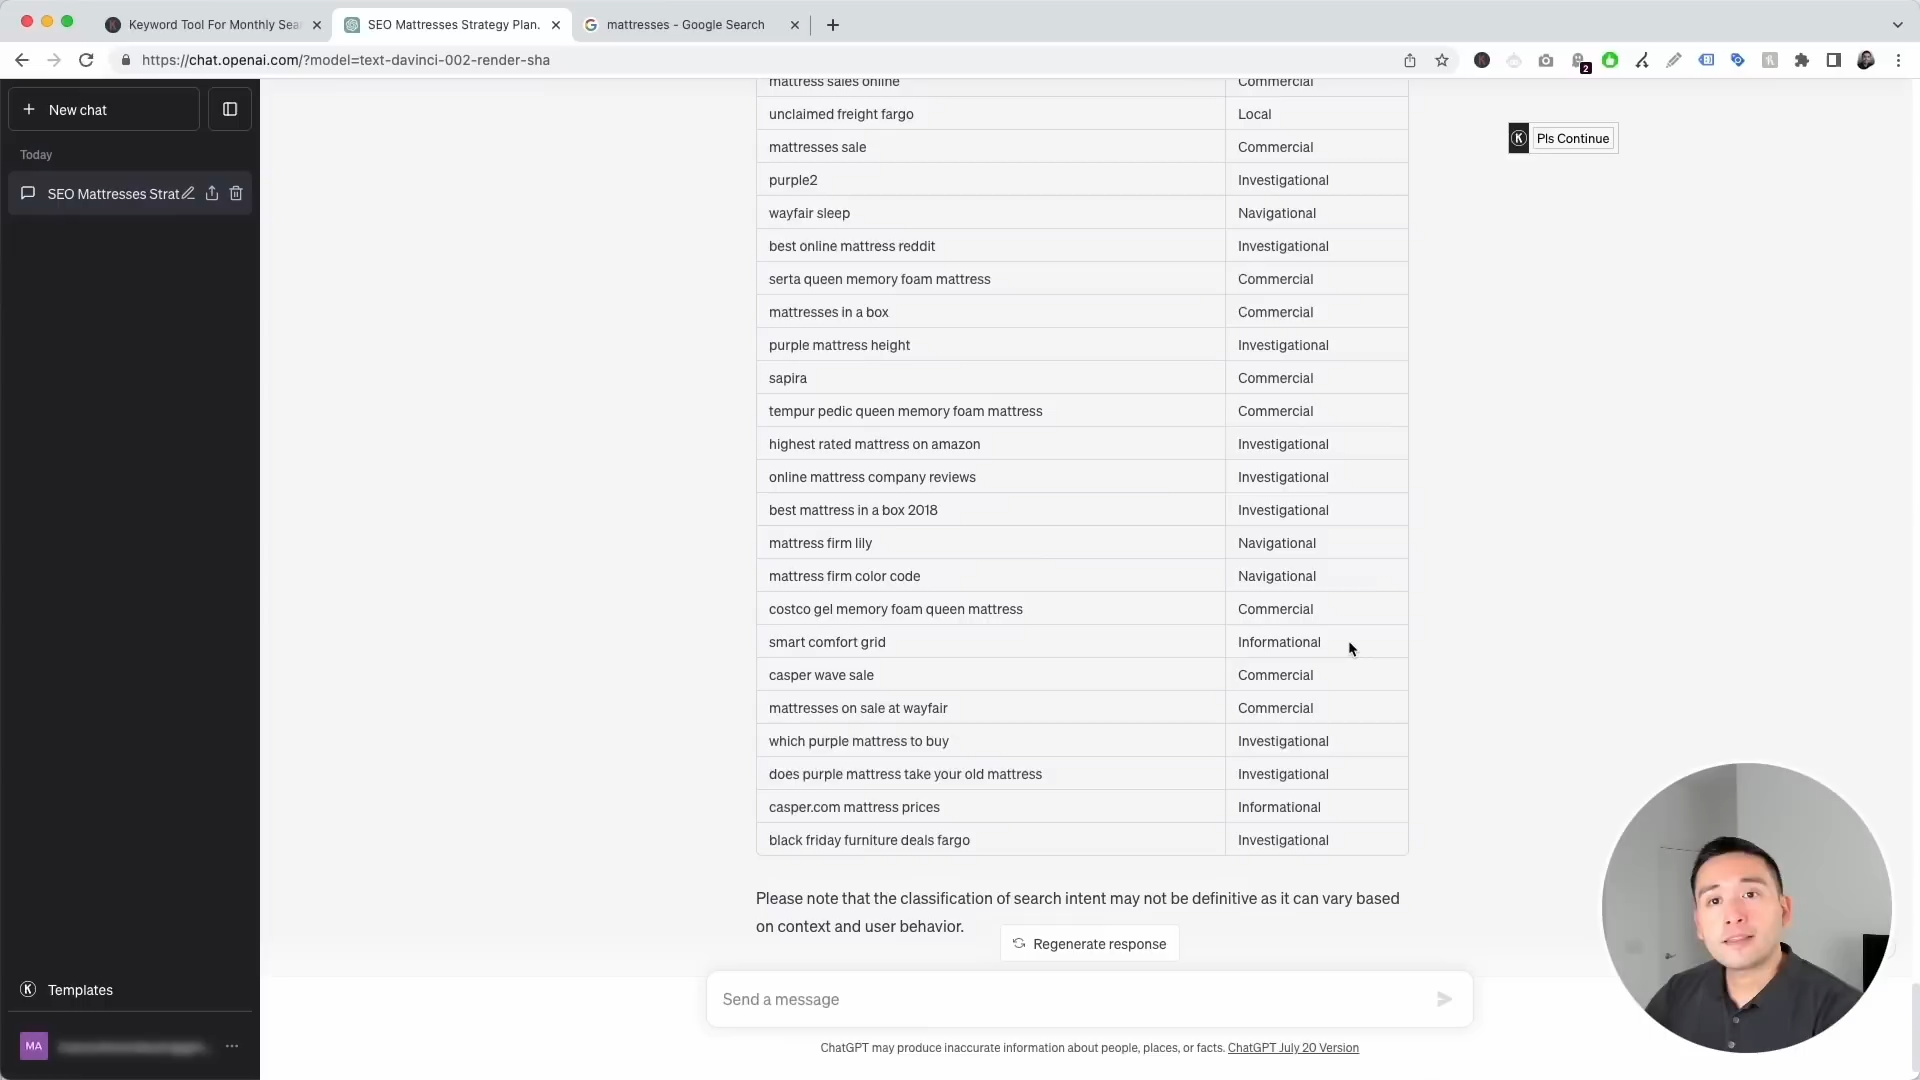 Keyword Tool For Monthly Sea
SEO Mattresses Strategy Plan.
mattresses - Google Search
https://chat.openai.com/?model=text-davinci-002-render-sha
2
New chat
Today
SEO Mattresses Strat
mattress sales online Commercial
unclaimed freight fargo Local
mattresses sale Commercial
purple2 Investigational
wayfair sleep Navigational
best online mattress reddit Investigational
serta queen memory foam mattress Commercial
mattresses in a box Commercial
purple mattress height Investigational
sapira Commercial
tempur pedic queen memory foam mattress Commercial
highest rated mattress on amazon Investigational
online mattress company reviews Investigational
best mattress in a box 2018 Investigational
mattress firm lily Navigational
mattress firm color code Navigational
costco gel memory foam queen mattress Commercial
smart comfort grid Informational
casper wave sale Commercial
mattresses on sale at wayfair Commercial
which purple mattress to buy Investigational
does purple mattress take your old mattress Investigational
casper.com mattress prices Informational
black friday furniture deals fargo Investigational
K Pls Continue
Please note that the classification of search intent may not be definitive as it can vary based
on context and user behavior.
Regenerate response
K Templates
Send a message
MA
ChatGPT may produce inaccurate information about people, places, or facts. ChatGPT July 20 Version